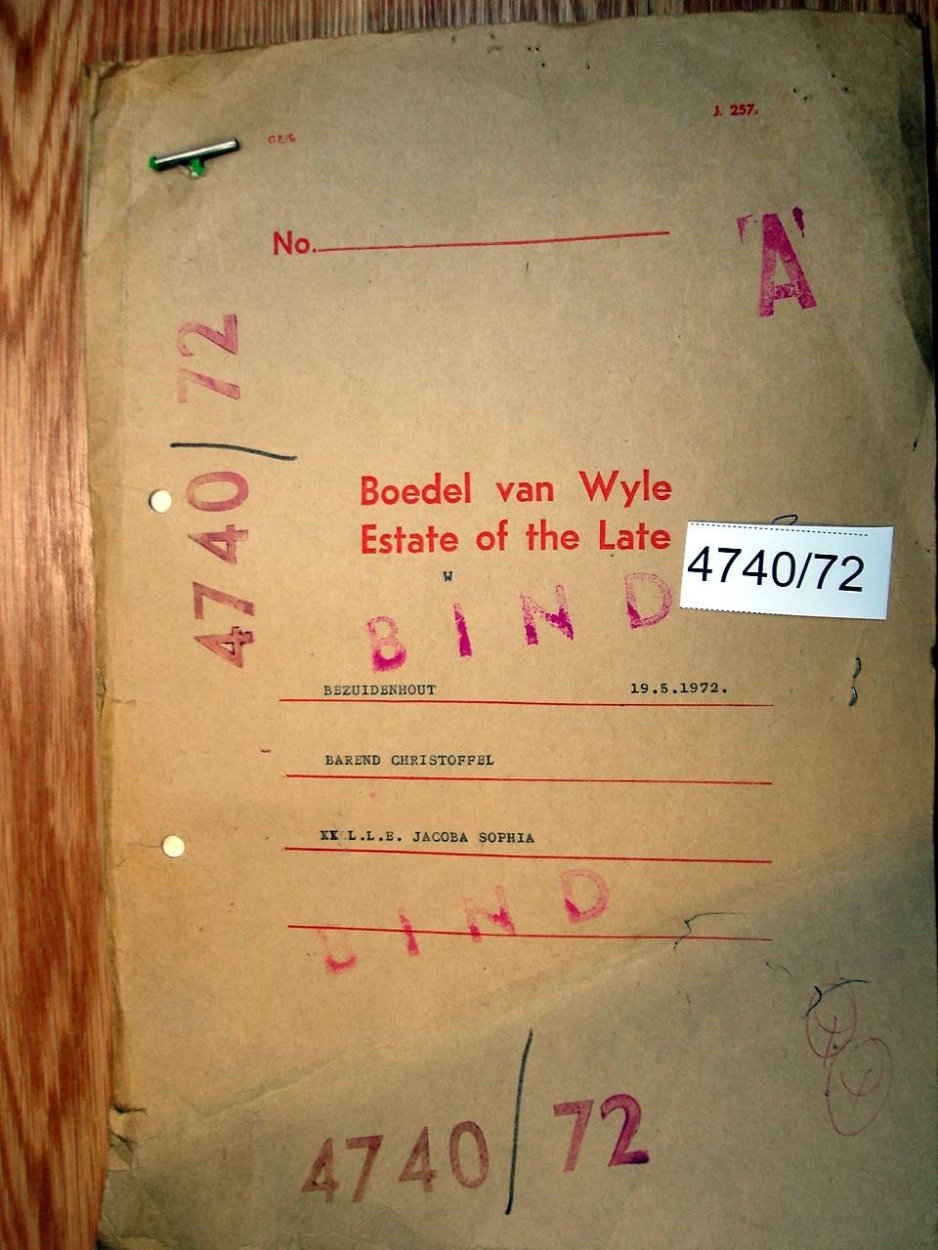 J. 257.
G.P.-S.
No.
"A"
4740/72
Boedel van Wyle
Estate of the Late
4740/72
W
BIND
BEZUIDENHOUT 19.5.1972.
BAREND CHRISTOFFEL
XX L.L.E. JACOBA SOPHIA
BIND
4740/72